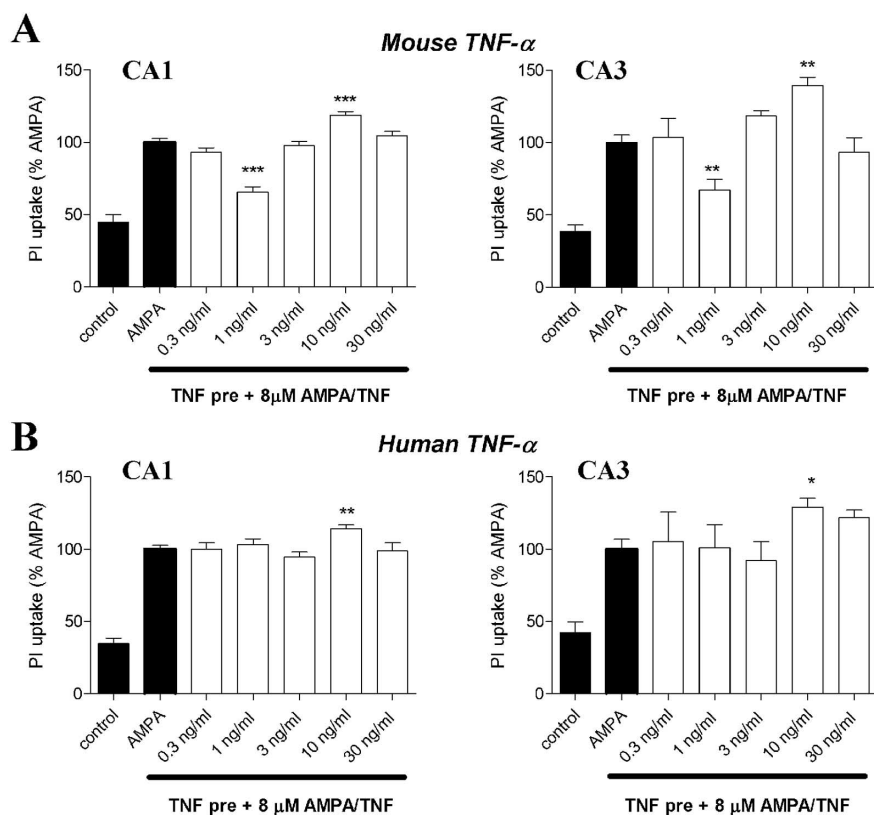 A
Mouse TNF-α
CA1
CA3
PI uptake (% AMPA)
150
100
50
0
***
***
control
AMPA
0.3 ng/ml
1 ng/ml
3 ng/ml
10 ng/ml
30 ng/ml
TNF pre + 8μM AMPA/TNF
PI uptake (% AMPA)
150
100
50
0
**
**
control
AMPA
0.3 ng/ml
1 ng/ml
3 ng/ml
10 ng/ml
30 ng/ml
TNF pre + 8μM AMPA/TNF
B
Human TNF-α
CA1
CA3
PI uptake (% AMPA)
150
100
50
0
**
control
AMPA
0.3 ng/ml
1 ng/ml
3 ng/ml
10 ng/ml
30 ng/ml
TNF pre + 8 μM AMPA/TNF
PI uptake (% AMPA)
150
100
50
0
*
control
AMPA
0.3 ng/ml
1 ng/ml
3 ng/ml
10 ng/ml
30 ng/ml
TNF pre + 8 μM AMPA/TNF